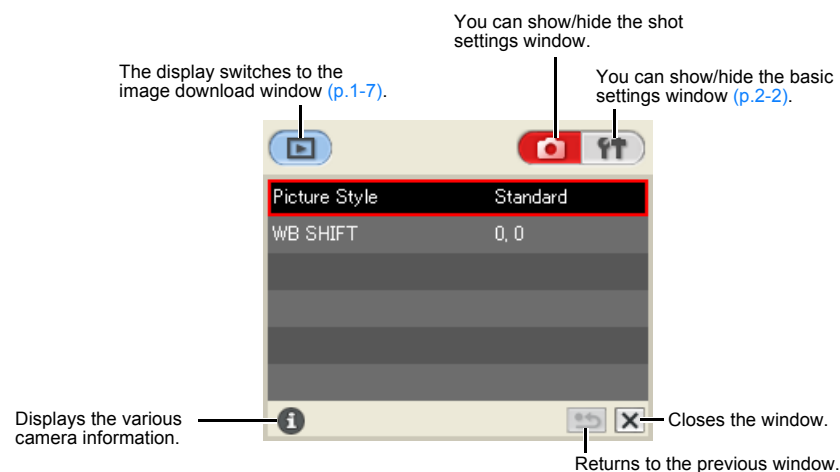 You can show/hide the shot
settings window.
The display switches to the
image download window (p.1-7).
You can show/hide the basic
settings window (p.2-2).
Picture Style Standard
WB SHIFT 0, 0
Displays the various
camera information.
Closes the window.
Returns to the previous window.